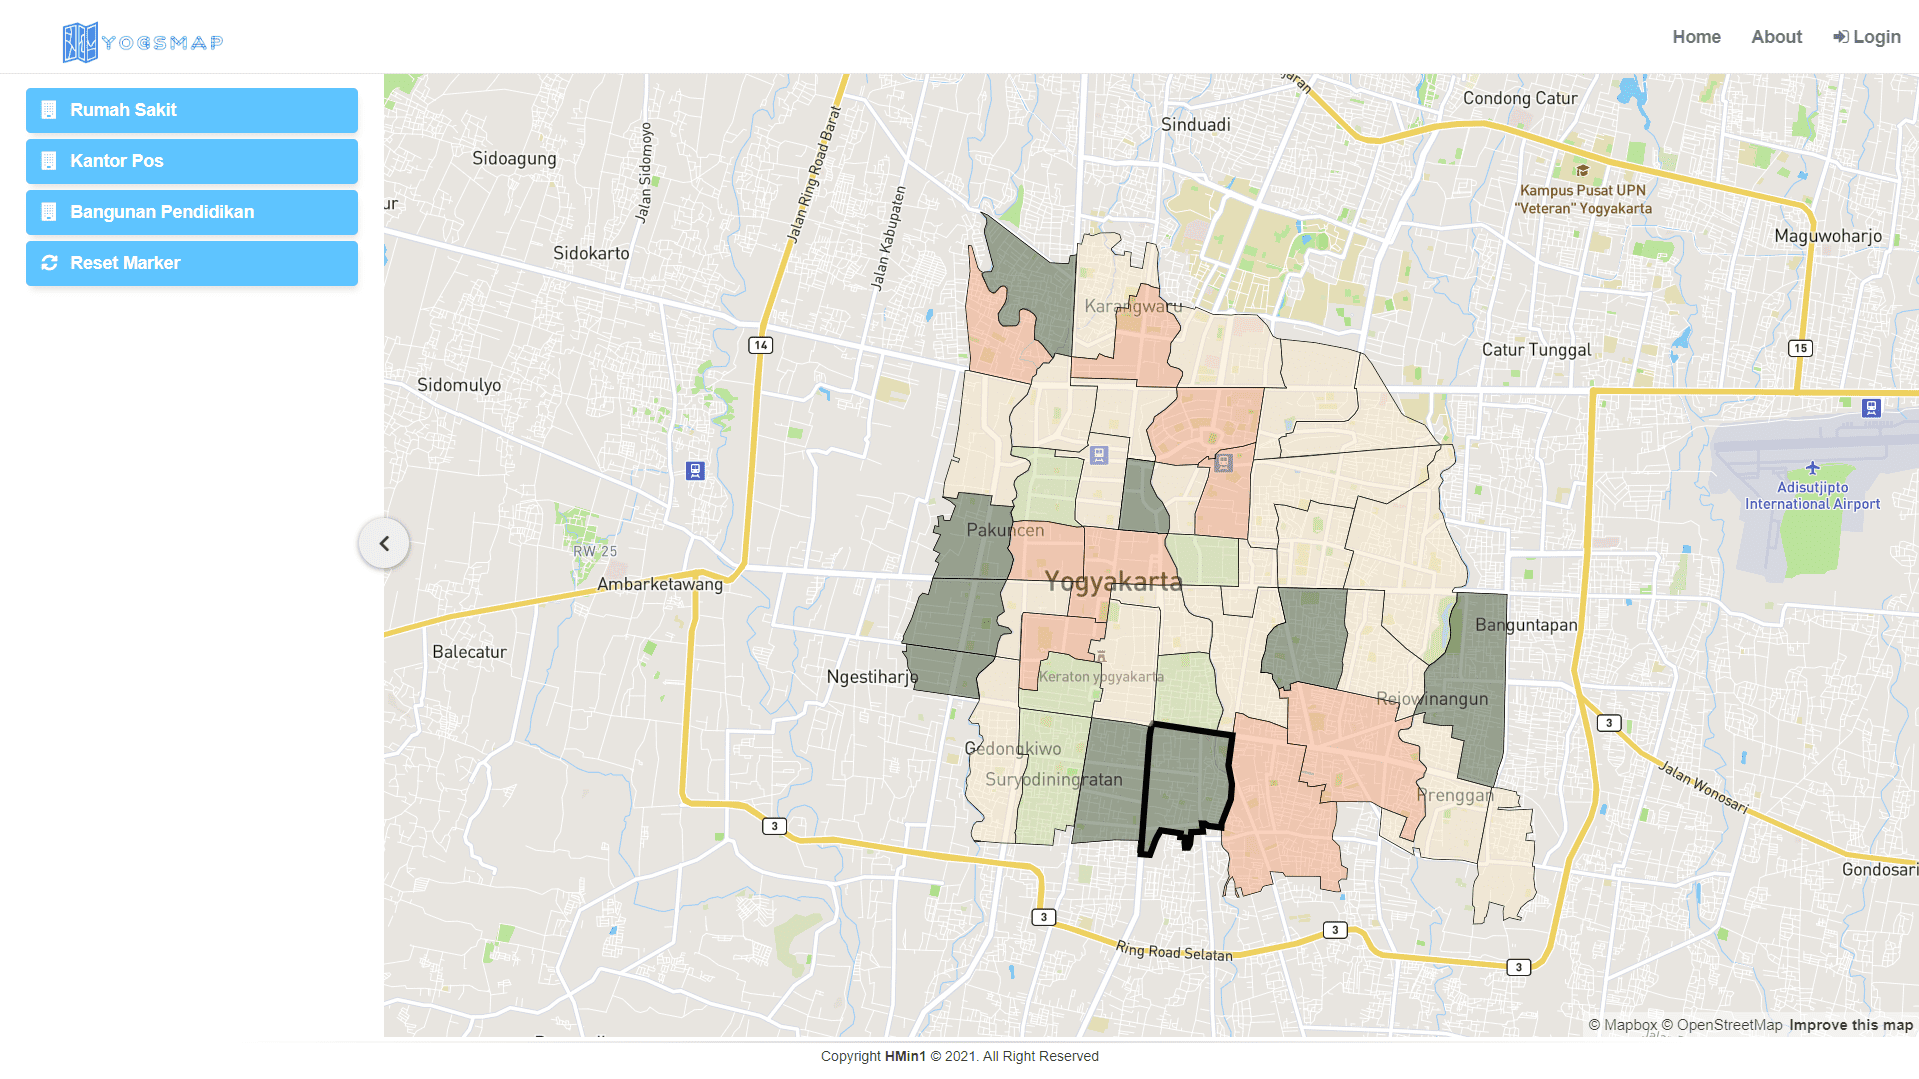 YOGSMAP
Home
About
Login
Rumah Sakit
Kantor Pos
Bangunan Pendidikan
Reset Marker
Condong Catur
Sinduadi
Sidoagung
Jalan Sidomoyo
Jalan Ring Road Barat
Jalan Kabupaten
Kampus Pusat UPN
"Veteran" Yogyakarta
Maguwoharjo
Sidokarto
Karangwaru
14
Catur Tunggal
15
Sidomulyo
Adisutjipto
International Airport
Pakuncen
RW 25
Ambarketawang
Yogyakarta
Banguntapan
Balecatur
Ngestiharjo
Keraton yogyakarta
Rejowinangun
3
Gedongkiwo
Suryodiningratan
Jalan Wonosari
Prenggan
3
Gondosari
3
3
Ring Road Selatan
3
© Mapbox © OpenStreetMap Improve this map
Copyright HMin1 © 2021. All Right Reserved